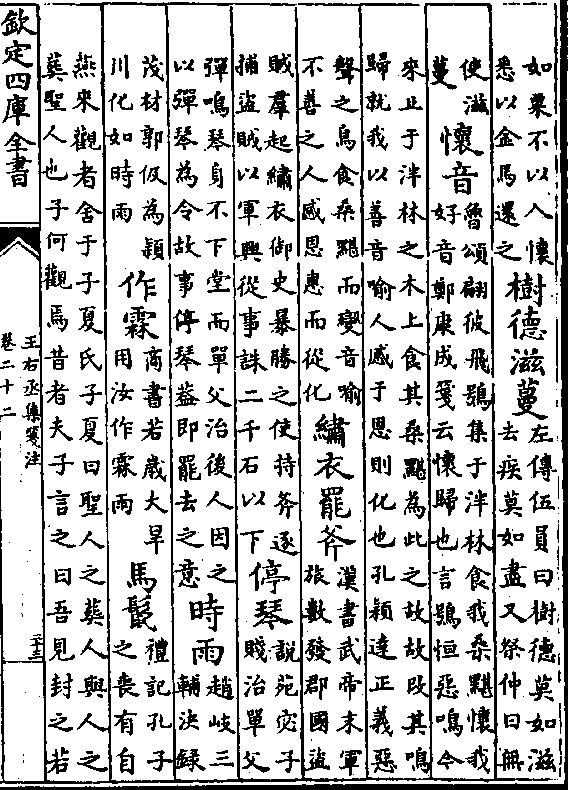 如粟不以入懷悉以金馬還之樹德滋蔓左傳伍員曰樹德莫如滋去疾莫如盡又祭仲曰無
使滋蔓懷音魯頌翩彼飛鴞集于泮林食我桑黮懷我好音鄭康成箋云懷歸也言鴞恒惡鳴今
來止于泮林之木上食其桑黮為此之故故改其鳴歸就我以善音喻人感于恩則化也孔穎達正義惡
聲之鳥食桑黮而變音喻不善之人感恩惠而從化繡衣罷斧漢書武帝末軍旅數發郡國盜
賊羣起繡衣御史暴勝之使持斧逐捕盜賊以軍興從事誅二千石以下停琴說苑宓子賤治單父
彈鳴琴身不下堂而單父治後人因之以彈琴為令故事停琴葢即罷去之意時雨趙岐三輔決錄
茂材郭伋為潁川化如時雨作霖商書若歲大旱用汝作霖雨馬鬛禮記孔子之喪有自
燕來觀者舍于子夏氏子夏曰聖人之葬人與人之葬聖人也子何觀焉昔者夫子言之曰吾見封之若
欽定四庫全書
王右丞集箋注
卷二十二
二十三